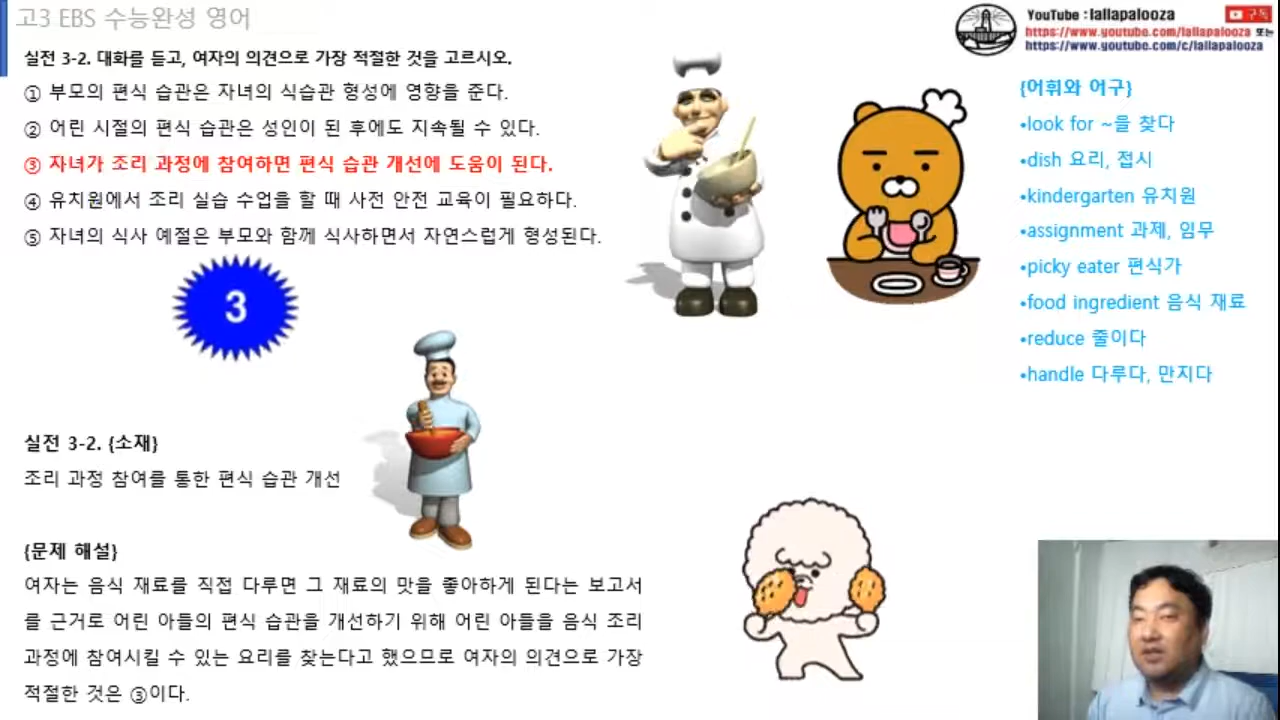 고3 EBS 수능완성 영어
YouTube : lallapalooza
구독
https://www.youtube.com/lallapalooza 또는
https://www.youtube.com/c/lallapalooza
실전 3-2. 대화를 듣고, 여자의 의견으로 가장 적절한 것을 고르시오.
① 부모의 편식 습관은 자녀의 식습관 형성에 영향을 준다.
② 어린 시절의 편식 습관은 성인이 된 후에도 지속될 수 있다.
③ 자녀가 조리 과정에 참여하면 편식 습관 개선에 도움이 된다.
④ 유치원에서 조리 실습 수업을 할 때 사전 안전 교육이 필요하다.
⑤ 자녀의 식사 예절은 부모와 함께 식사하면서 자연스럽게 형성된다.
3
{어휘와 어구}
•look for ~을 찾다
•dish 요리, 접시
•kindergarten 유치원
•assignment 과제, 임무
•picky eater 편식가
•food ingredient 음식 재료
•reduce 줄이다
•handle 다루다, 만지다
실전 3-2. {소재}
조리 과정 참여를 통한 편식 습관 개선
{문제 해설}
여자는 음식 재료를 직접 다루면 그 재료의 맛을 좋아하게 된다는 보고서
를 근거로 어린 아들의 편식 습관을 개선하기 위해 어린 아들을 음식 조리
과정에 참여시킬 수 있는 요리를 찾는다고 했으므로 여자의 의견으로 가장
적절한 것은 ③이다.